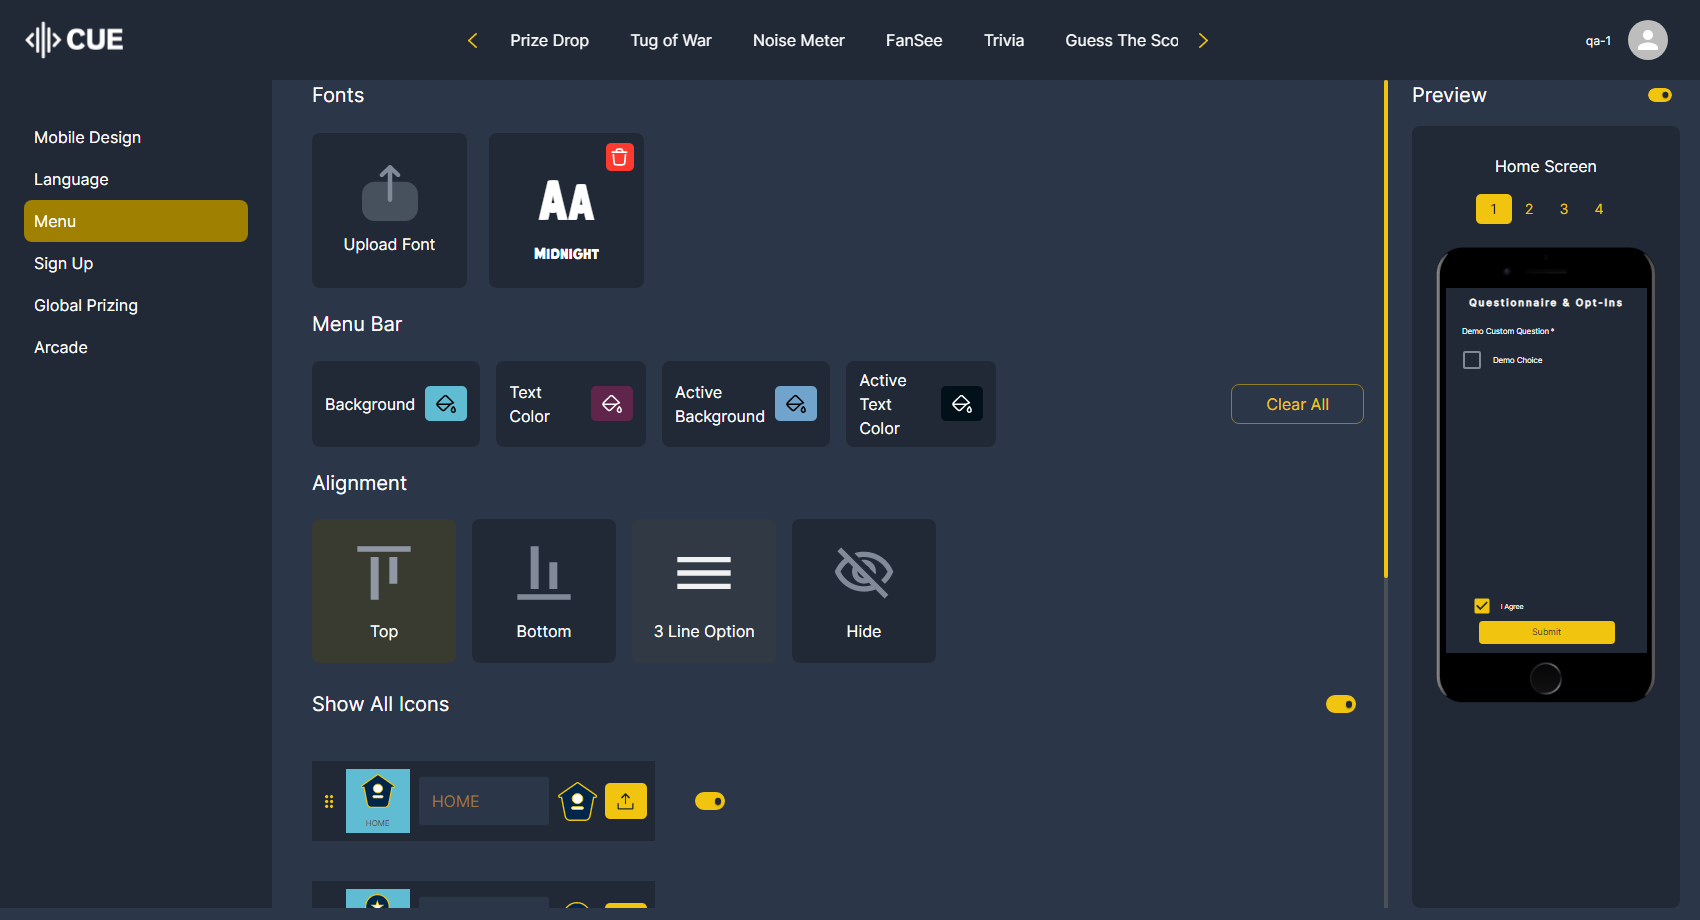 CUE
Prize Drop
Tug of War
Noise Meter
FanSee
Trivia
Guess The Sco
qa-1
Mobile Design
Language
Menu
Sign Up
Global Prizing
Arcade
Fonts
Upload Font
AA
MIDNIGHT
Menu Bar
Background
Text
Color
Active
Background
Active
Text
Color
Clear All
Alignment
Top
Bottom
3 Line Option
Hide
Show All Icons
HOME
HOME
Preview
Home Screen
1 2 3 4
Questionnaire & Opt-Ins
Demo Custom Question*
Demo Choice
I Agree
Submit